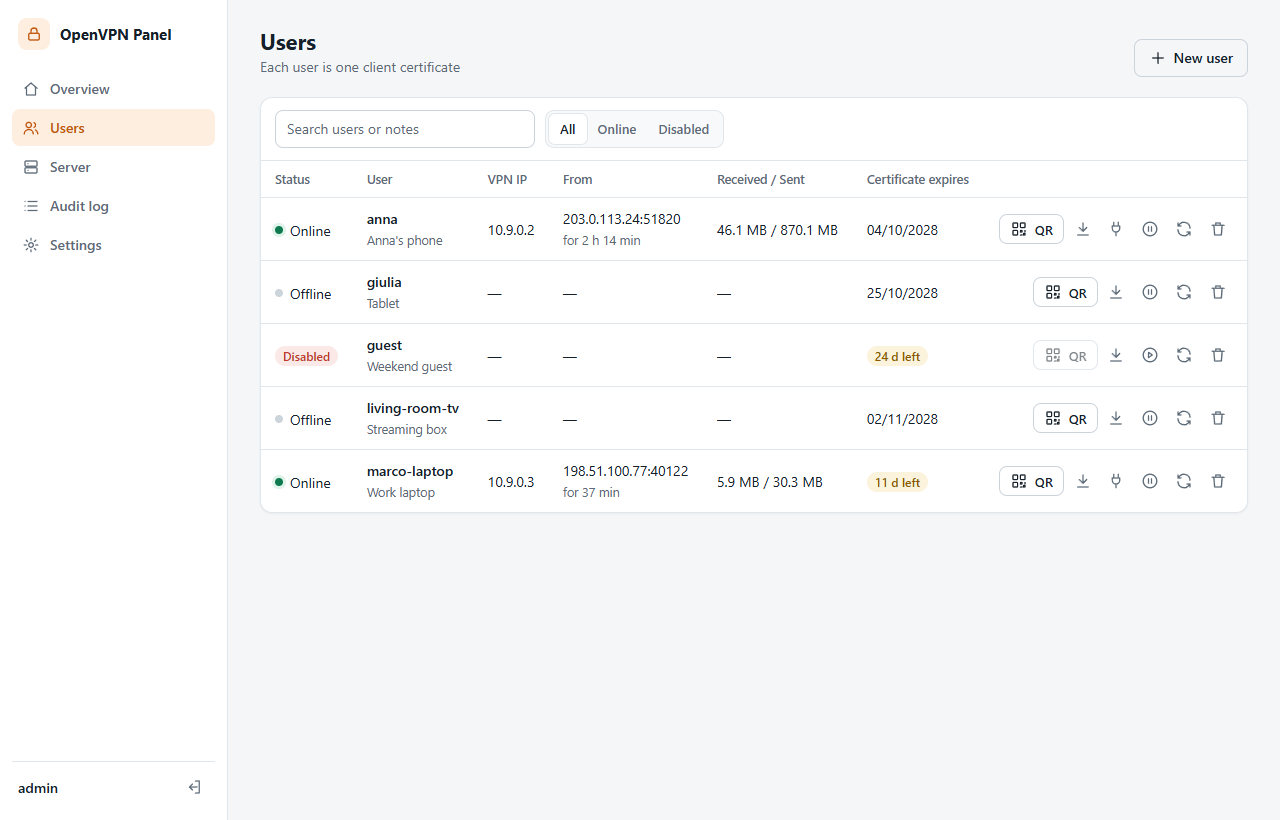 OpenVPN Panel
Overview
Users
Server
Audit log
Settings
admin
Users
Each user is one client certificate
New user
Search users or notes
All Online Disabled
Status User VPN IP From Received / Sent Certificate expires
Online anna 10.9.0.2 203.0.113.24:51820 46.1 MB / 870.1 MB 04/10/2028 QR
Anna's phone for 2 h 14 min
Offline giulia — — — 25/10/2028 QR
Tablet
Disabled guest — — — 24 d left QR
Weekend guest
Offline living-room-tv — — — 02/11/2028 QR
Streaming box
Online marco-laptop 10.9.0.3 198.51.100.77:40122 5.9 MB / 30.3 MB 11 d left QR
Work laptop for 37 min